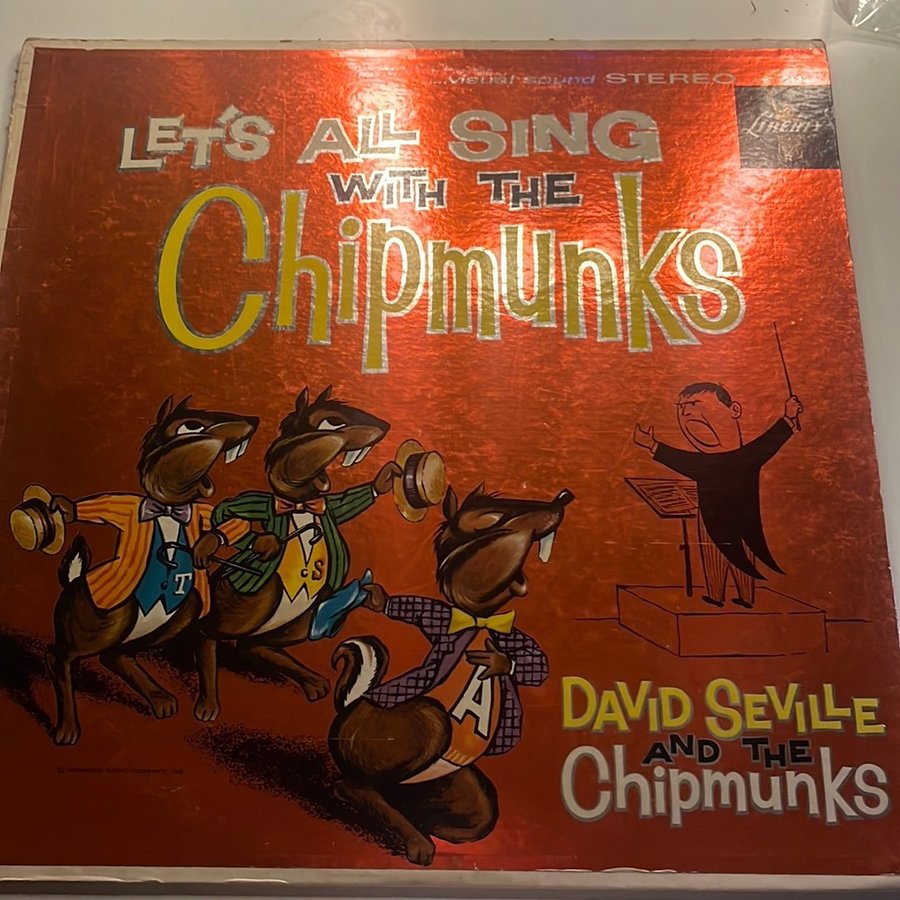 ...visual sound STEREO
LIBERTY
LET'S ALL SING
WITH THE
Chipmunks
T
S
A
DAVID SEVILLE
AND THE
Chipmunks